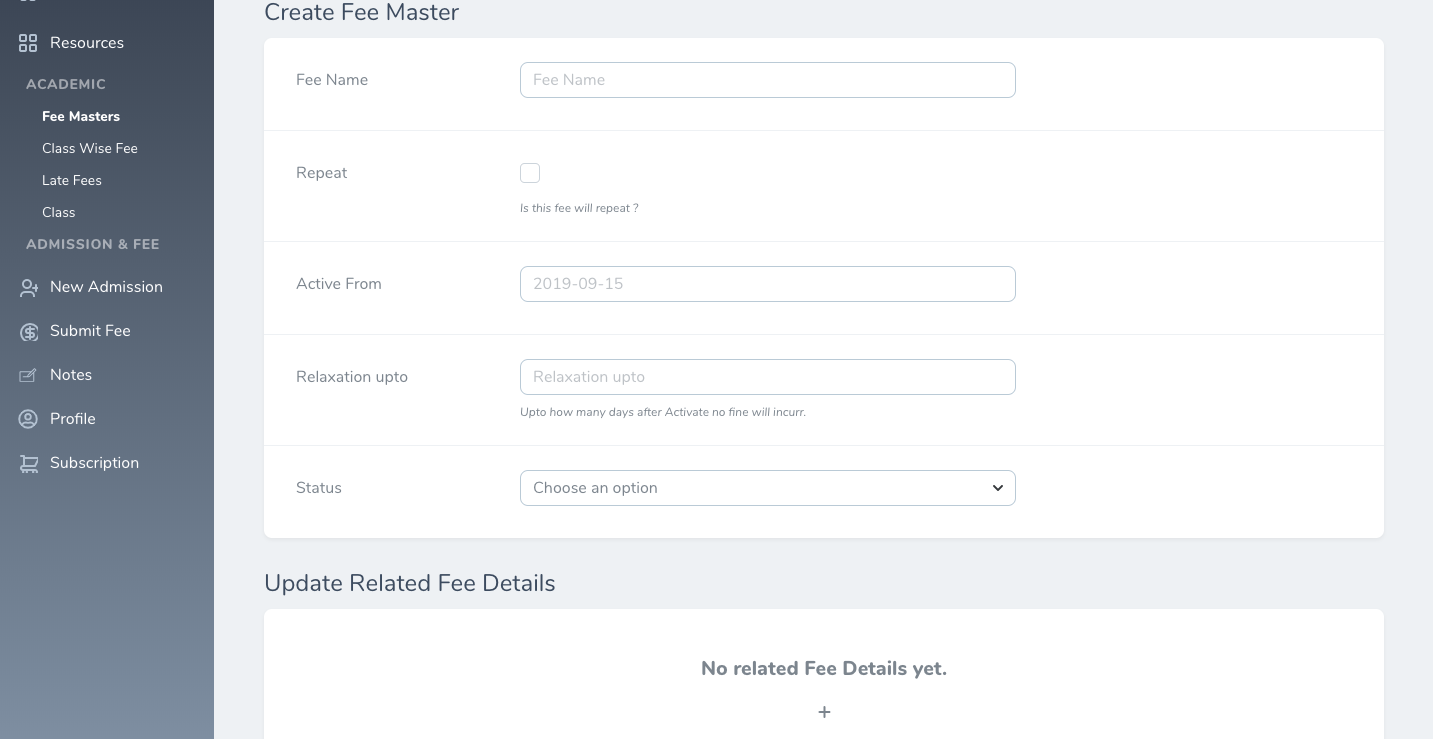 Resources
ACADEMIC
Fee Masters
Class Wise Fee
Late Fees
Class
ADMISSION & FEE
New Admission
Submit Fee
Notes
Profile
Subscription
Create Fee Master
Fee Name
Fee Name
Repeat
Is this fee will repeat ?
Active From
2019-09-15
Relaxation upto
Relaxation upto
Upto how many days after Activate no fine will incurr.
Status
Choose an option
Update Related Fee Details
No related Fee Details yet.
+